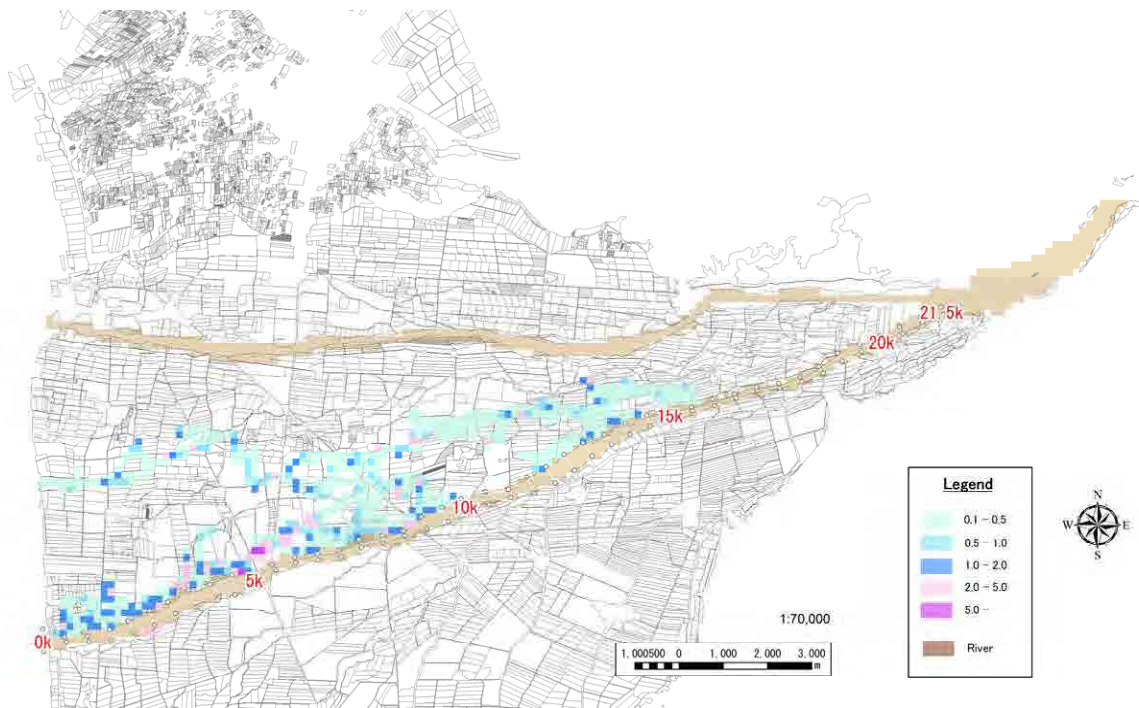 21.5k
20k
15k
10k
5k
0k
Legend
0.1 - 0.5
0.5 - 1.0
1.0 - 2.0
2.0 - 5.0
5.0 -
River
N
W
E
S
1:70,000
1,000500 0 1,000 2,000 3,000
m